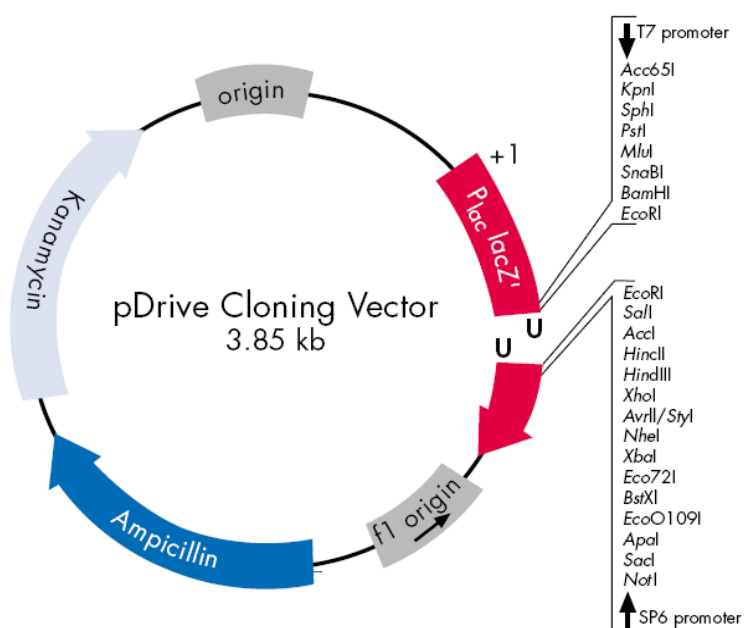 T7 promoter
Acc65I
KpnI
SphI
PstI
MluI
SnaBI
BamHI
EcoRI
origin
+1
Plac lacZ'
Kanamycin
pDrive Cloning Vector
3.85 kb
U
U
EcoRI
SalI
AccI
HincII
HindIII
XhoI
AvrII/StyI
NheI
XbaI
Eco72I
BstXI
EcoO109I
ApaI
SacI
NotI
SP6 promoter
f1 origin
Ampicillin